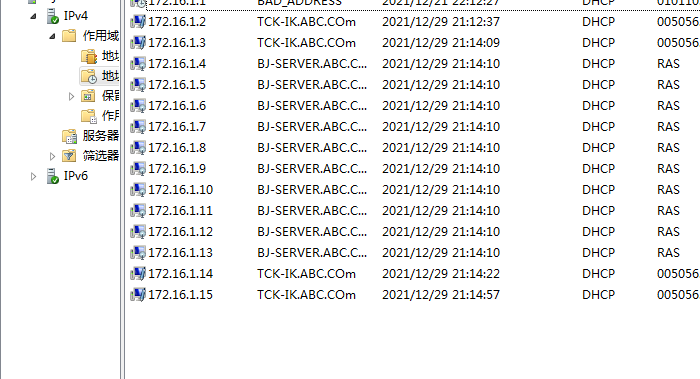 IPv4
作用域
地址
地址
保留
作用
服务器
筛选器
IPv6
172.16.1.1 BAD_ADDRESS 2021/12/21 22:12:27 DHCP 010110
172.16.1.2 TCK-IK.ABC.COm 2021/12/29 21:12:37 DHCP 005056
172.16.1.3 TCK-IK.ABC.COm 2021/12/29 21:14:09 DHCP 005056
172.16.1.4 BJ-SERVER.ABC.C... 2021/12/29 21:14:10 DHCP RAS
172.16.1.5 BJ-SERVER.ABC.C... 2021/12/29 21:14:10 DHCP RAS
172.16.1.6 BJ-SERVER.ABC.C... 2021/12/29 21:14:10 DHCP RAS
172.16.1.7 BJ-SERVER.ABC.C... 2021/12/29 21:14:10 DHCP RAS
172.16.1.8 BJ-SERVER.ABC.C... 2021/12/29 21:14:10 DHCP RAS
172.16.1.9 BJ-SERVER.ABC.C... 2021/12/29 21:14:10 DHCP RAS
172.16.1.10 BJ-SERVER.ABC.C... 2021/12/29 21:14:10 DHCP RAS
172.16.1.11 BJ-SERVER.ABC.C... 2021/12/29 21:14:10 DHCP RAS
172.16.1.12 BJ-SERVER.ABC.C... 2021/12/29 21:14:10 DHCP RAS
172.16.1.13 BJ-SERVER.ABC.C... 2021/12/29 21:14:10 DHCP RAS
172.16.1.14 TCK-IK.ABC.COm 2021/12/29 21:14:22 DHCP 005056
172.16.1.15 TCK-IK.ABC.COm 2021/12/29 21:14:57 DHCP 005056